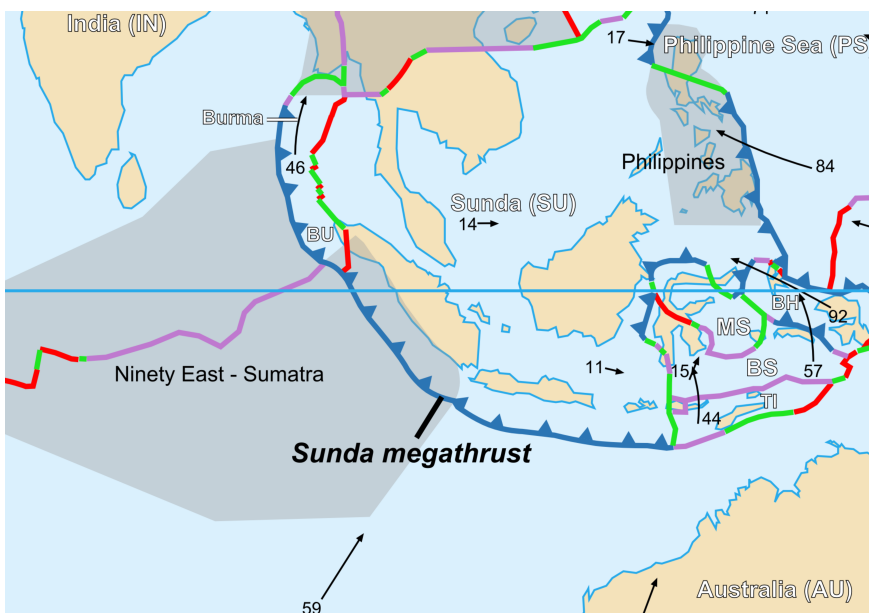 India (IN)
17
Philippine Sea (PS
Burma
46
Philippines
84
Sunda (SU)
14
BU
BH
92
MS
Ninety East - Sumatra
11
15
BS
57
TI
44
Sunda megathrust
Australia (AU)
59